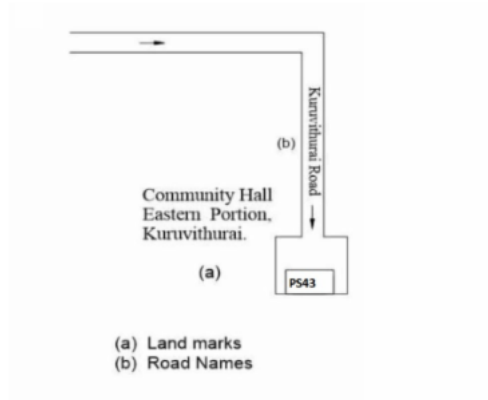 Kuruvithurai Road
(b)
Community Hall
Eastern Portion,
Kuruvithurai.
(a)
PS43
(a) Land marks
(b) Road Names